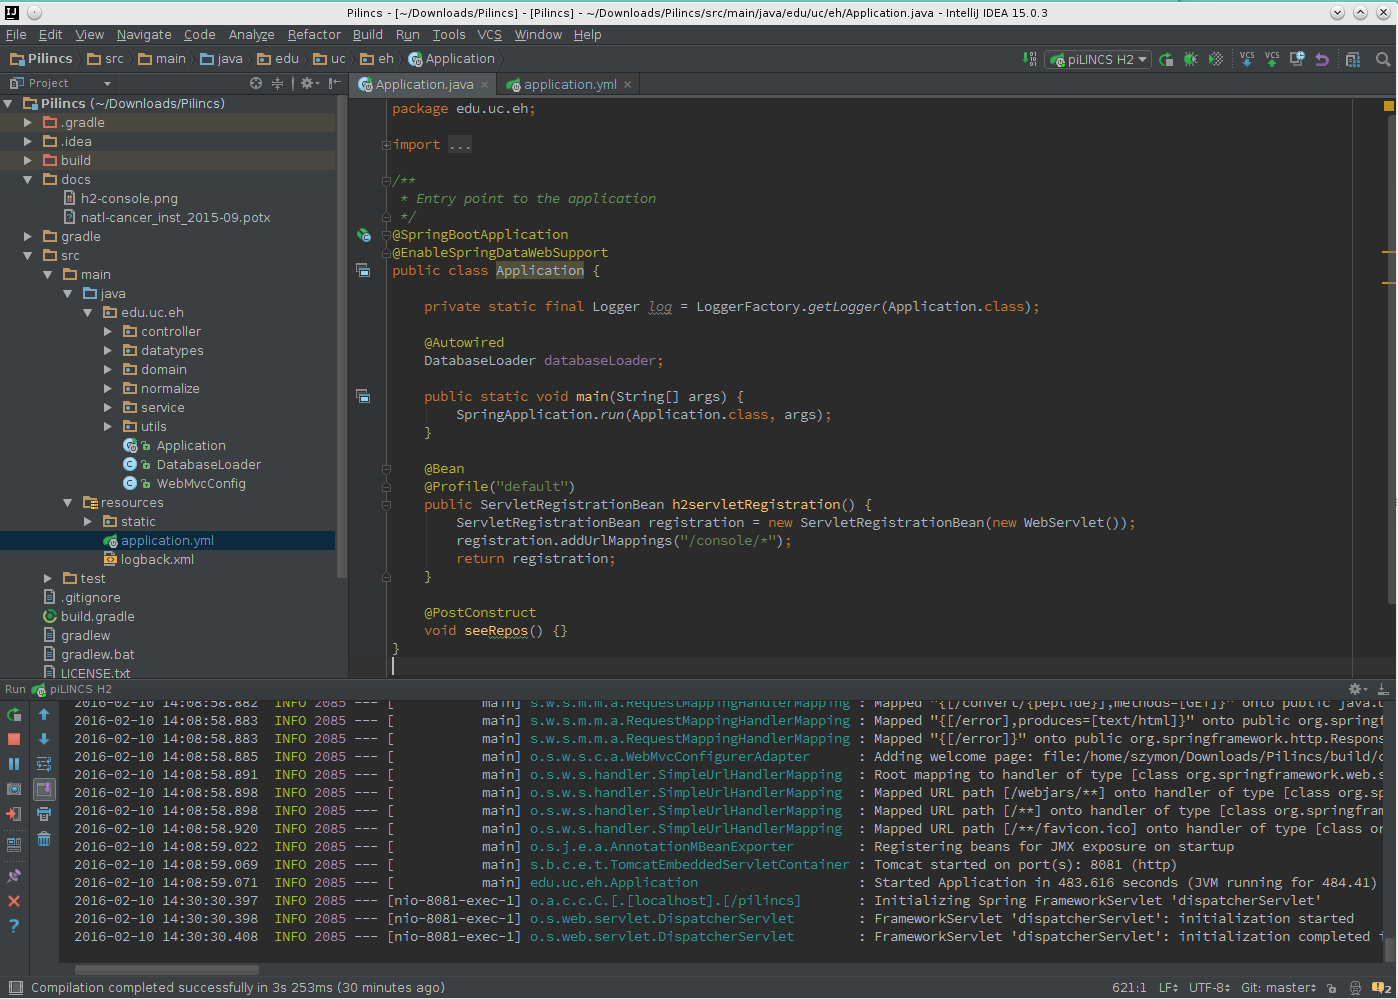 Pilincs - [~/Downloads/Pilincs] - [Pilincs] - ~/Downloads/Pilincs/src/main/java/edu/uc/eh/Application.java - IntelliJ IDEA 15.0.3
File Edit View Navigate Code Analyze Refactor Build Run Tools VCS Window Help
Pilincs src main java edu uc eh Application
piLINCS H2 VCS VCS
Project
Application.java application.yml
Pilincs (~/Downloads/Pilincs)
.gradle
.idea
build
docs
h2-console.png
natl-cancer_inst_2015-09.potx
gradle
src
main
java
edu.uc.eh
controller
datatypes
domain
normalize
service
utils
Application
DatabaseLoader
WebMvcConfig
resources
static
application.yml
logback.xml
test
.gitignore
build.gradle
gradlew
gradlew.bat
LICENSE.txt
package edu.uc.eh;
import ...
/**
* Entry point to the application
*/
@SpringBootApplication
@EnableSpringDataWebSupport
public class Application {
private static final Logger log = LoggerFactory.getLogger(Application.class);
@Autowired
DatabaseLoader databaseLoader;
public static void main(String[] args) {
SpringApplication.run(Application.class, args);
}
@Bean
@Profile("default")
public ServletRegistrationBean h2servletRegistration() {
ServletRegistrationBean registration = new ServletRegistrationBean(new WebServlet());
registration.addUrlMappings("/console/*");
return registration;
}
@PostConstruct
void seeRepos() {}
}
Run piLINCS H2
2016-02-10 14:08:58.882 INFO 2085 --- [ main] s.w.s.m.m.a.RequestMappingHandlerMapping : Mapped "{[/convert/{peptide}],methods=[GET]}" onto public java.u
2016-02-10 14:08:58.883 INFO 2085 --- [ main] s.w.s.m.m.a.RequestMappingHandlerMapping : Mapped "{[/error],produces=[text/html]}" onto public org.springf
2016-02-10 14:08:58.883 INFO 2085 --- [ main] s.w.s.m.m.a.RequestMappingHandlerMapping : Mapped "{[/error]}" onto public org.springframework.http.Respons
2016-02-10 14:08:58.885 INFO 2085 --- [ main] o.s.w.s.c.a.WebMvcConfigurerAdapter : Adding welcome page: file:/home/szymon/Downloads/Pilincs/build/c
2016-02-10 14:08:58.891 INFO 2085 --- [ main] o.s.w.s.handler.SimpleUrlHandlerMapping : Root mapping to handler of type [class org.springframework.web.s
2016-02-10 14:08:58.898 INFO 2085 --- [ main] o.s.w.s.handler.SimpleUrlHandlerMapping : Mapped URL path [/webjars/**] onto handler of type [class org.sp
2016-02-10 14:08:58.898 INFO 2085 --- [ main] o.s.w.s.handler.SimpleUrlHandlerMapping : Mapped URL path [/**] onto handler of type [class org.springfram
2016-02-10 14:08:58.920 INFO 2085 --- [ main] o.s.w.s.handler.SimpleUrlHandlerMapping : Mapped URL path [/**/favicon.ico] onto handler of type [class or
2016-02-10 14:08:59.022 INFO 2085 --- [ main] o.s.j.e.a.AnnotationMBeanExporter : Registering beans for JMX exposure on startup
2016-02-10 14:08:59.069 INFO 2085 --- [ main] s.b.c.e.t.TomcatEmbeddedServletContainer : Tomcat started on port(s): 8081 (http)
2016-02-10 14:08:59.071 INFO 2085 --- [ main] edu.uc.eh.Application : Started Application in 483.616 seconds (JVM running for 484.41)
2016-02-10 14:30:30.397 INFO 2085 --- [nio-8081-exec-1] o.a.c.c.C.[.[localhost].[/pilincs] : Initializing Spring FrameworkServlet 'dispatcherServlet'
2016-02-10 14:30:30.398 INFO 2085 --- [nio-8081-exec-1] o.s.web.servlet.DispatcherServlet : FrameworkServlet 'dispatcherServlet': initialization started
2016-02-10 14:30:30.408 INFO 2085 --- [nio-8081-exec-1] o.s.web.servlet.DispatcherServlet : FrameworkServlet 'dispatcherServlet': initialization completed i
Compilation completed successfully in 3s 253ms (30 minutes ago) 621:1 LF UTF-8 Git: master 2